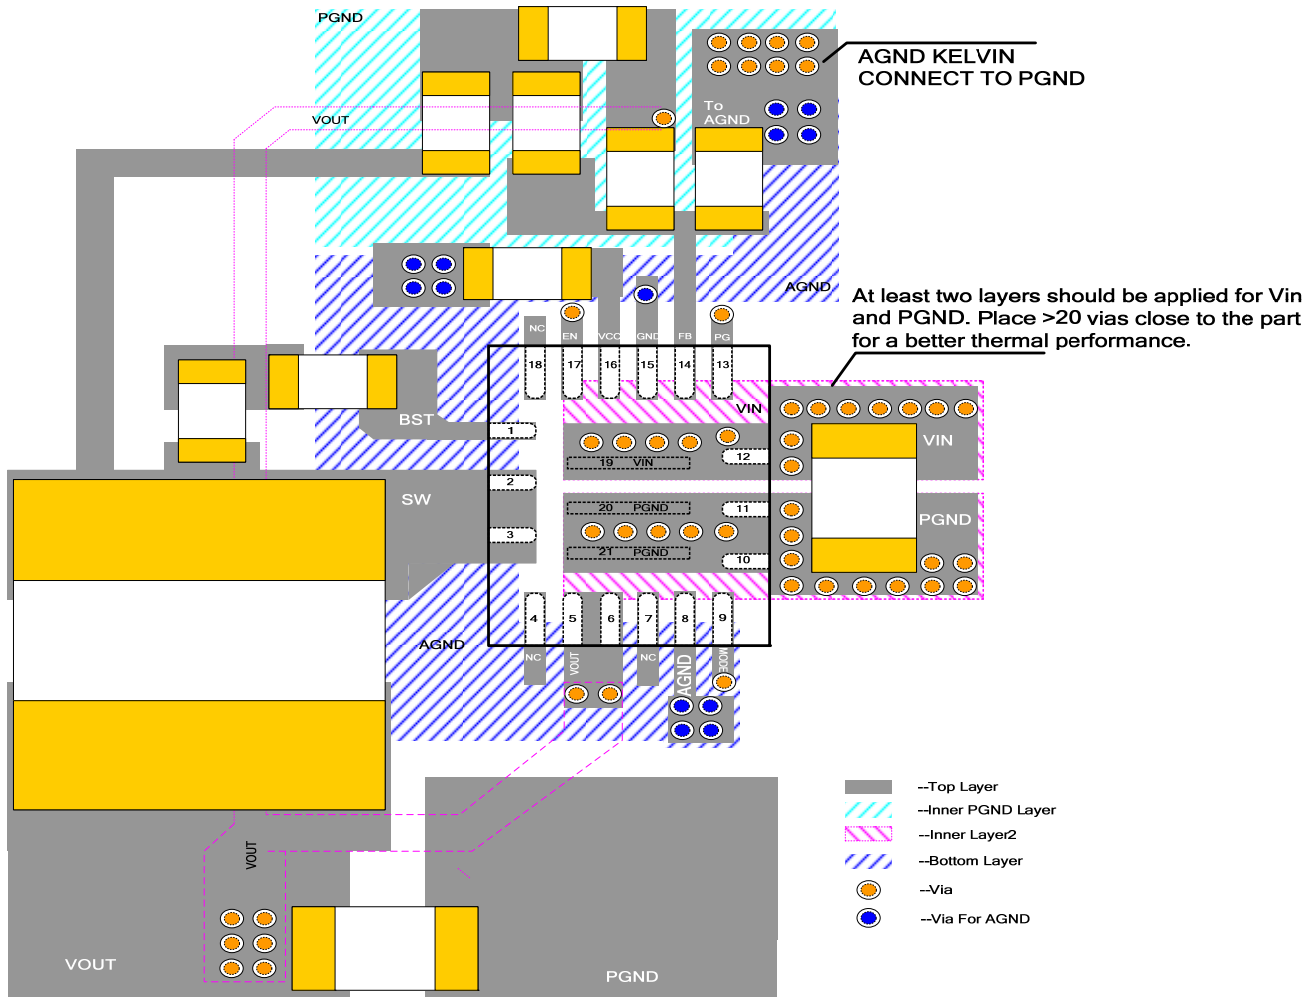 PGND
AGND KELVIN
CONNECT TO PGND
To
AGND
VOUT
AGND
At least two layers should be applied for Vin
and PGND. Place >20 vias close to the part
for a better thermal performance.
NC
EN
VCC
GND
FB
PG
18
17
16
15
14
13
VIN
BST
1
VIN
12
19 VIN
2
SW
11
20 PGND
PGND
3
21 PGND
10
4
5
6
7
8
9
AGND
NC
VOUT
NC
AGND
MODE
--Top Layer
--Inner PGND Layer
--Inner Layer2
--Bottom Layer
--Via
--Via For AGND
VOUT
VOUT
PGND